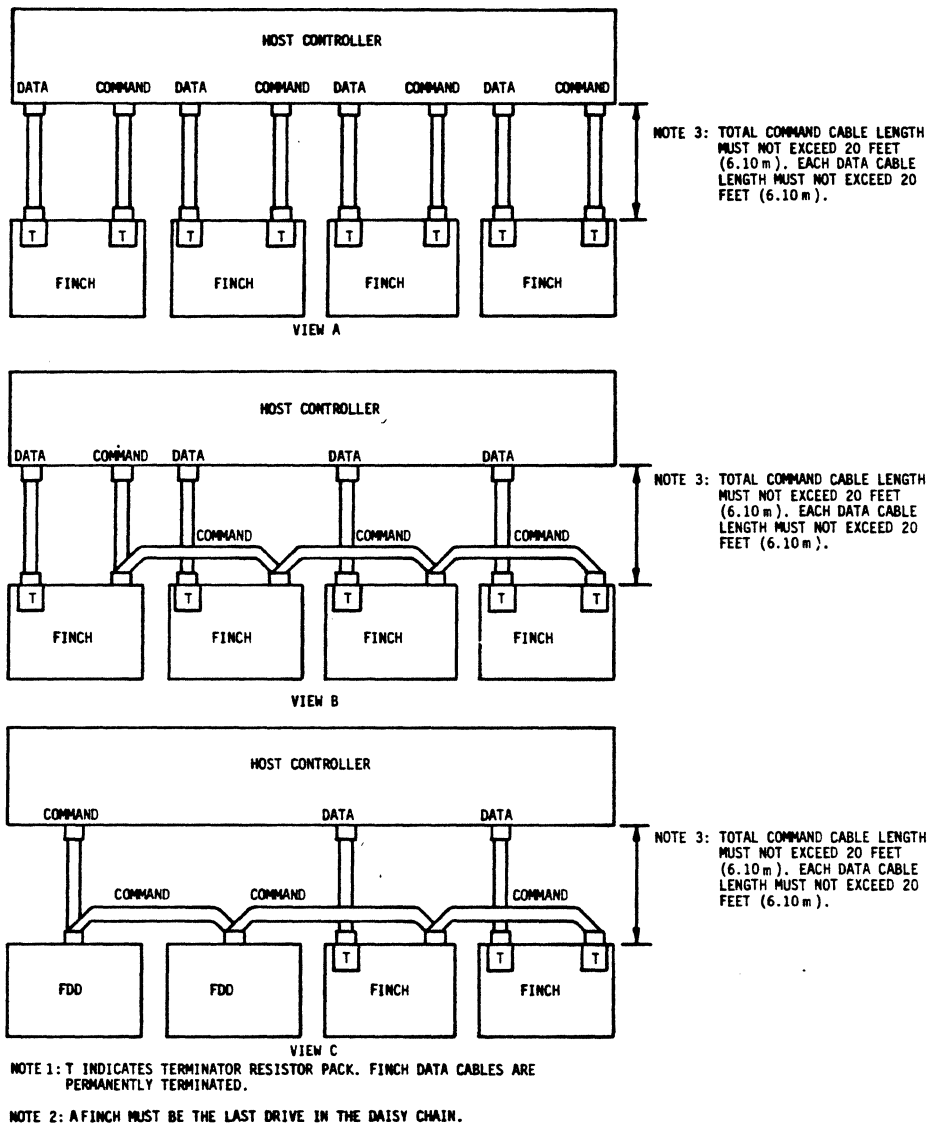 HOST CONTROLLER
DATA COMMAND DATA COMMAND DATA COMMAND DATA COMMAND
NOTE 3: TOTAL COMMAND CABLE LENGTH
MUST NOT EXCEED 20 FEET
(6.10 m). EACH DATA CABLE
LENGTH MUST NOT EXCEED 20
FEET (6.10 m).
T T T T T T T T
FINCH FINCH FINCH FINCH
VIEW A
HOST CONTROLLER
DATA COMMAND DATA DATA DATA
NOTE 3: TOTAL COMMAND CABLE LENGTH
MUST NOT EXCEED 20 FEET
(6.10 m). EACH DATA CABLE
LENGTH MUST NOT EXCEED 20
FEET (6.10 m).
COMMAND COMMAND COMMAND
T T T T T
FINCH FINCH FINCH FINCH
VIEW B
HOST CONTROLLER
COMMAND DATA DATA
NOTE 3: TOTAL COMMAND CABLE LENGTH
MUST NOT EXCEED 20 FEET
(6.10 m). EACH DATA CABLE
LENGTH MUST NOT EXCEED 20
FEET (6.10 m).
COMMAND COMMAND COMMAND
T T T
FDD FDD FINCH FINCH
VIEW C
NOTE 1: T INDICATES TERMINATOR RESISTOR PACK. FINCH DATA CABLES ARE
PERMANENTLY TERMINATED.
NOTE 2: A FINCH MUST BE THE LAST DRIVE IN THE DAISY CHAIN.